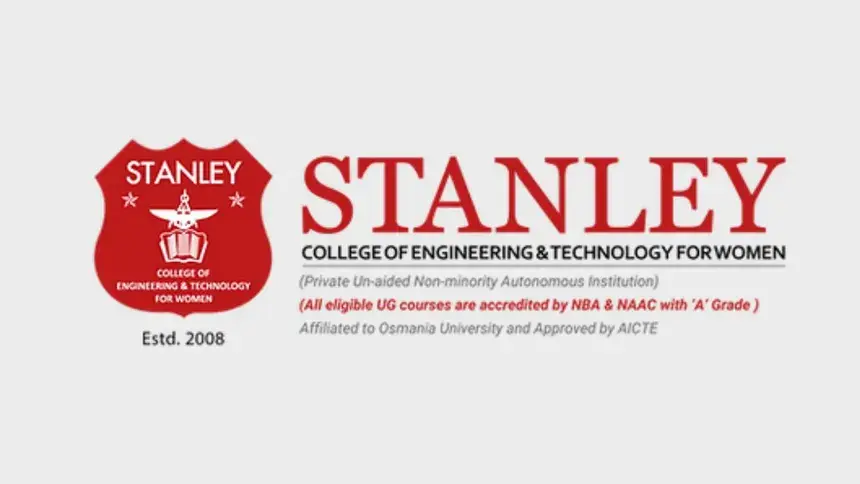 STANLEY
COLLEGE OF
ENGINEERING & TECHNOLOGY
FOR WOMEN
Estd. 2008
STANLEY
COLLEGE OF ENGINEERING & TECHNOLOGY FOR WOMEN
(Private Un-aided Non-minority Autonomous Institution)
(All eligible UG courses are accredited by NBA & NAAC with 'A' Grade )
Affiliated to Osmania University and Approved by AICTE